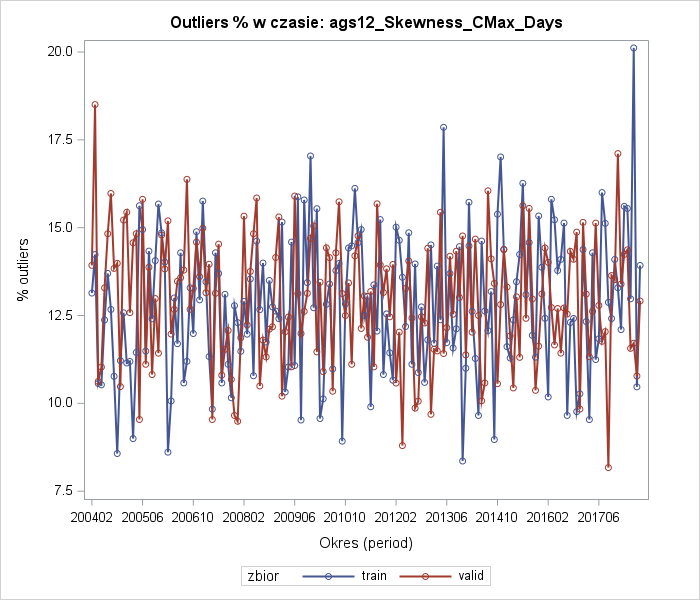 Outliers % w czasie: ags12_Skewness_CMax_Days
20.0
17.5
15.0
12.5
10.0
7.5
% outliers
200402 200506 200610 200802 200906 201010 201202 201306 201410 201602 201706
Okres (period)
zbior train valid